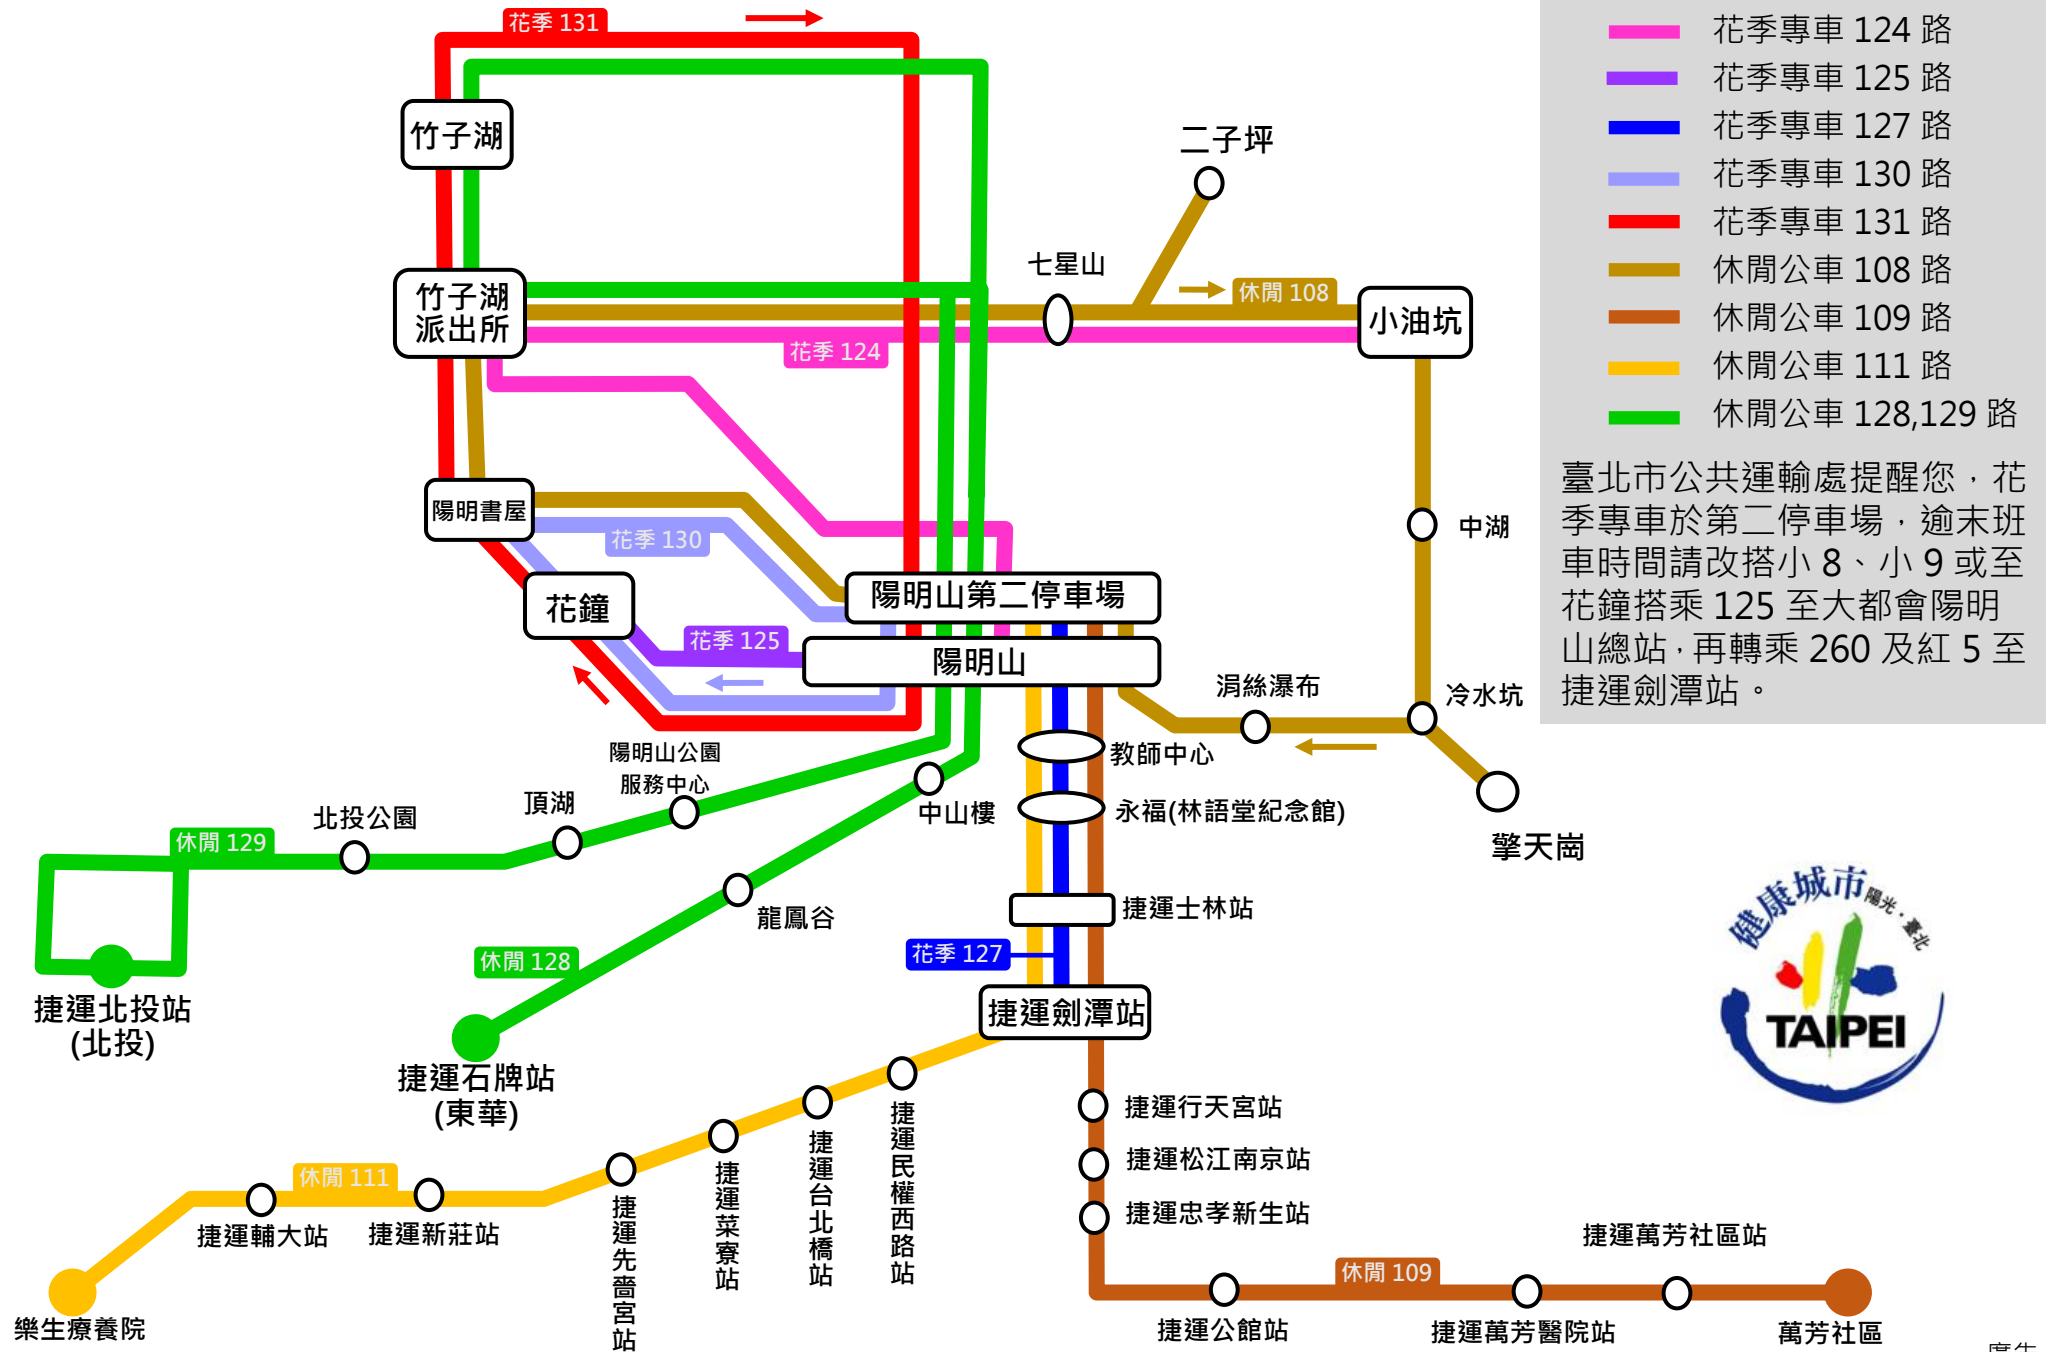 花季 131
花季專車 124 路
花季專車 125 路
花季專車 127 路
花季專車 130 路
花季專車 131 路
休閒公車 108 路
休閒公車 109 路
休閒公車 111 路
休閒公車 128,129 路
臺北市公共運輸處提醒您，花
季專車於第二停車場，逾末班
車時間請改搭小 8、小 9 或至
花鐘搭乘 125 至大都會陽明
山總站，再轉乘 260 及紅 5 至
捷運劍潭站。
竹子湖
二子坪
七星山
休閒 108
竹子湖
派出所
小油坑
花季 124
陽明書屋
花季 130
中湖
陽明山第二停車場
花鐘
花季 125
陽明山
涓絲瀑布
冷水坑
陽明山公園
服務中心
教師中心
頂湖
北投公園
中山樓
永福(林語堂紀念館)
擎天崗
休閒 129
龍鳳谷
捷運士林站
休閒 128
花季 127
捷運北投站
(北投)
捷運劍潭站
捷運石牌站
(東華)
健康城市
陽光・臺北
TAIPEI
捷運行天宮站
捷運松江南京站
捷運忠孝新生站
捷運民權西路站
捷運台北橋站
捷運菜寮站
捷運先嗇宮站
休閒 111
捷運輔大站
捷運新莊站
樂生療養院
休閒 109
捷運萬芳社區站
捷運公館站
捷運萬芳醫院站
萬芳社區